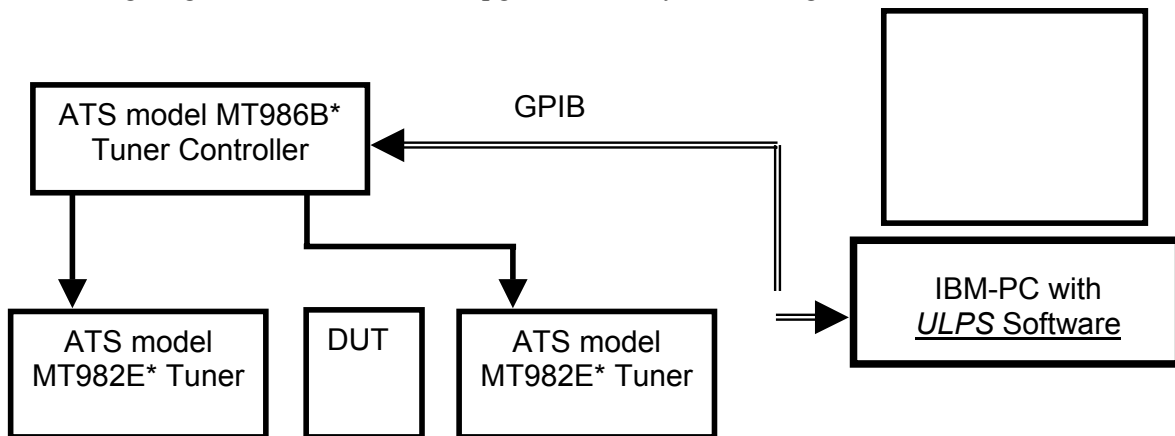 ATS model MT986B*
Tuner Controller
GPIB
IBM-PC with
ULPS Software
ATS model
MT982E* Tuner
DUT
ATS model
MT982E* Tuner